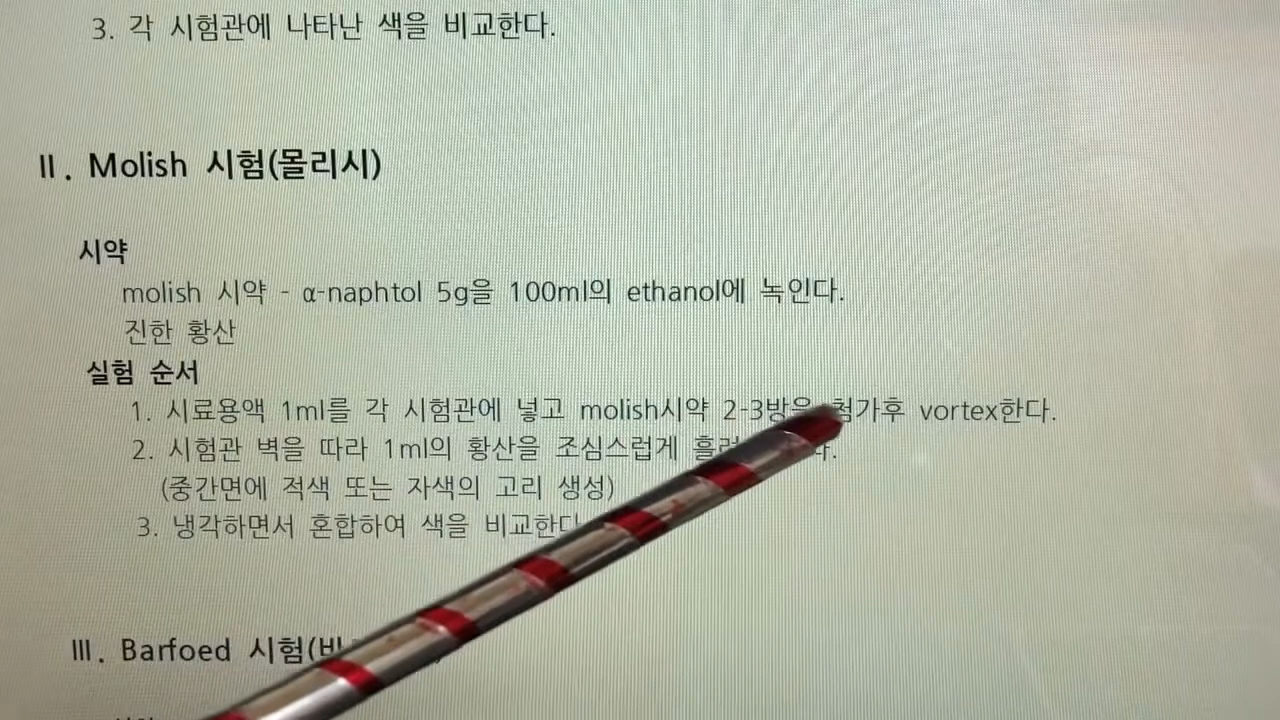 3. 각 시험관에 나타난 색을 비교한다.
II. Molish 시험(몰리시)
시약
molish 시약 - α-naphtol 5g을 100ml의 ethanol에 녹인다.
진한 황산
실험 순서
1. 시료용액 1ml를 각 시험관에 넣고 molish시약 2-3방울을 첨가후 vortex한다.
2. 시험관 벽을 따라 1ml의 황산을 조심스럽게
(중간면에 적색 또는 자색의 고리 생성)
3. 냉각하면서 혼합하여 색을 비교한다
III. Barfoed 시험